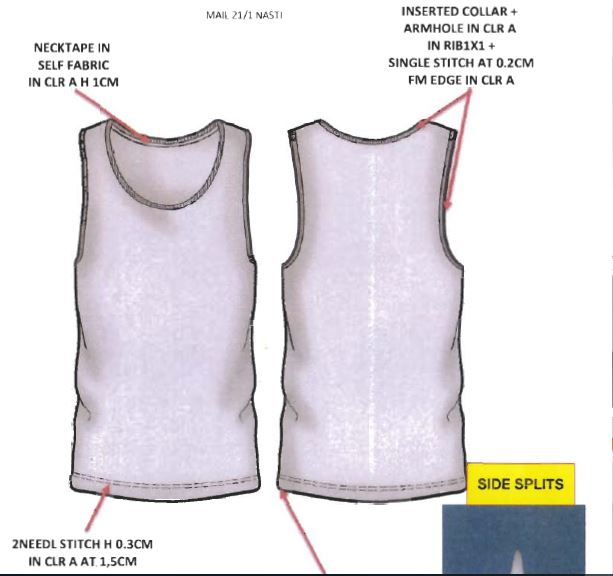 MAIL 21/1 NASTI
INSERTED COLLAR +
ARMHOLE IN CLR A
IN RIB1X1 +
SINGLE STITCH AT 0.2CM
FM EDGE IN CLR A
NECKTAPE IN
SELF FABRIC
IN CLR A H 1CM
SIDE SPLITS
2NEEDL STITCH H 0.3CM
IN CLR A AT 1,5CM